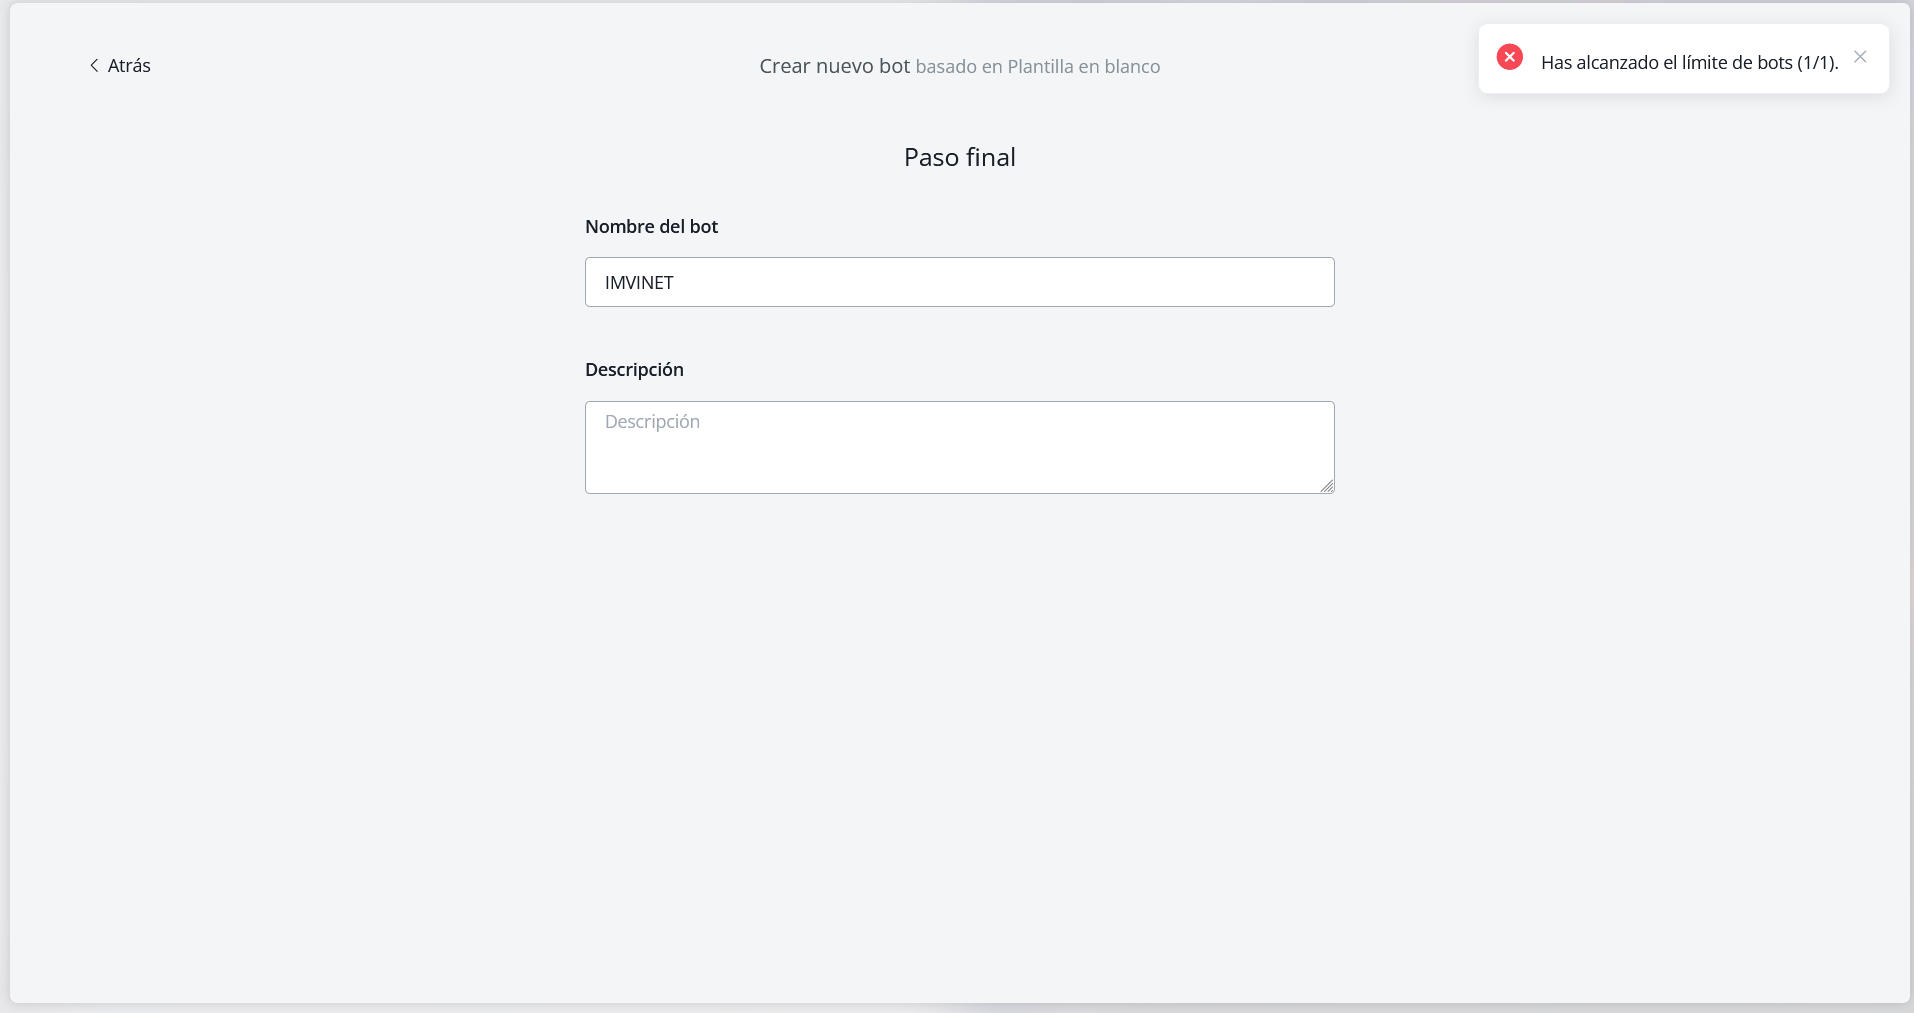 Atrás
Crear nuevo bot basado en Plantilla en blanco
Has alcanzado el límite de bots (1/1).
Paso final
Nombre del bot
IMVINET
Descripción
Descripción